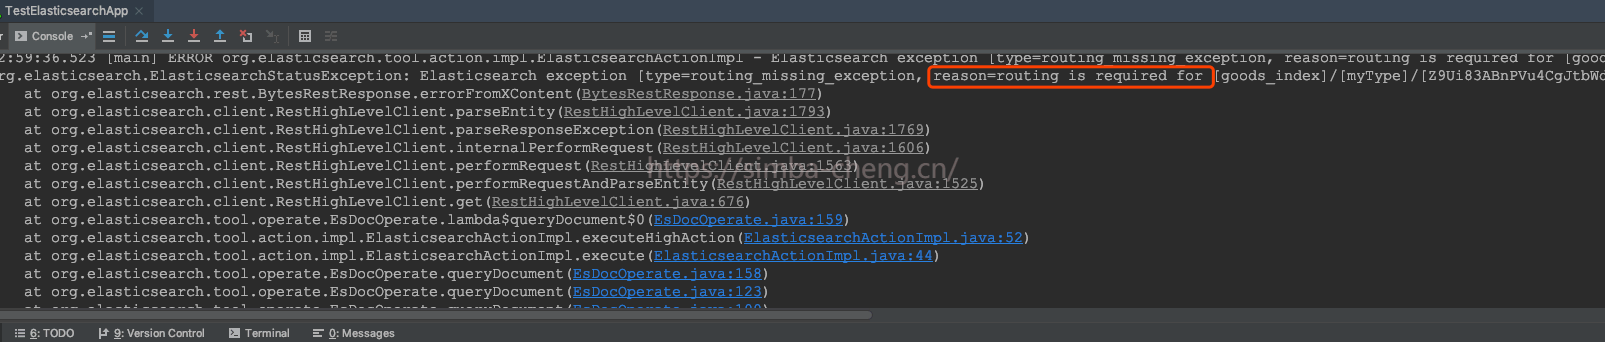 TestElasticsearchApp
Console
2:59:36.523 [main] ERROR org.elasticsearch.tool.action.impl.ElasticsearchActionImpl - Elasticsearch exception [type=routing_missing_exception, reason=routing is required for [good
rg.elasticsearch.ElasticsearchStatusException: Elasticsearch exception [type=routing_missing_exception, reason=routing is required for [goods_index]/[myType]/[Z9Ui83ABnPVu4CgJtbWc
at org.elasticsearch.rest.BytesRestResponse.errorFromXContent(BytesRestResponse.java:177)
at org.elasticsearch.client.RestHighLevelClient.parseEntity(RestHighLevelClient.java:1793)
at org.elasticsearch.client.RestHighLevelClient.parseResponseException(RestHighLevelClient.java:1769)
at org.elasticsearch.client.RestHighLevelClient.internalPerformRequest(RestHighLevelClient.java:1606)
at org.elasticsearch.client.RestHighLevelClient.performRequest(RestHighLevelClient.java:1563)
https://simba-cheng.cn/
at org.elasticsearch.client.RestHighLevelClient.performRequestAndParseEntity(RestHighLevelClient.java:1525)
at org.elasticsearch.client.RestHighLevelClient.get(RestHighLevelClient.java:676)
at org.elasticsearch.tool.operate.EsDocOperate.lambda$queryDocument$0(EsDocOperate.java:159)
at org.elasticsearch.tool.action.impl.ElasticsearchActionImpl.executeHighAction(ElasticsearchActionImpl.java:52)
at org.elasticsearch.tool.action.impl.ElasticsearchActionImpl.execute(ElasticsearchActionImpl.java:44)
at org.elasticsearch.tool.operate.EsDocOperate.queryDocument(EsDocOperate.java:158)
at org.elasticsearch.tool.operate.EsDocOperate.queryDocument(EsDocOperate.java:123)
6: TODO 9: Version Control Terminal 0: Messages